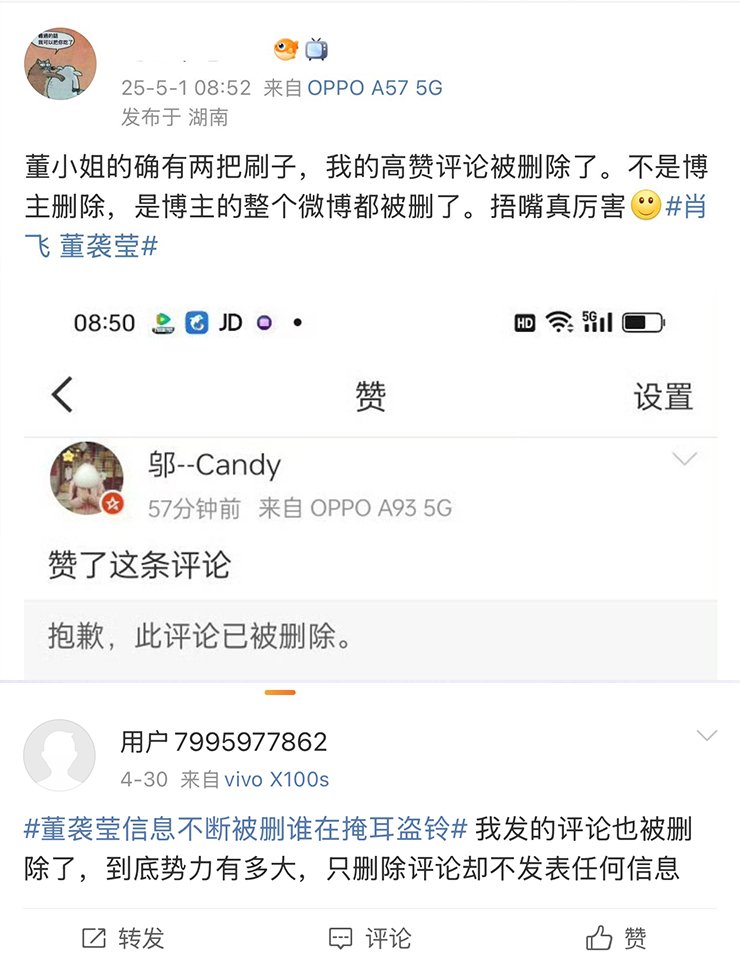 25-5-1 08:52 来自 OPPO A57 5G
发布于 湖南
董小姐的确有两把刷子，我的高赞评论被删除了。不是博
主删除，是博主的整个微博都被删了。捂嘴真厉害🙂#肖
飞 董袭莹#
08:50 JD HD 5G
赞 设置
邬--Candy
57分钟前 来自 OPPO A93 5G
赞了这条评论
抱歉，此评论已被删除。
用户7995977862
4-30 来自 vivo X100s
#董袭莹信息不断被删谁在掩耳盗铃# 我发的评论也被删
除了，到底势力有多大，只删除评论却不发表任何信息
转发 评论 赞